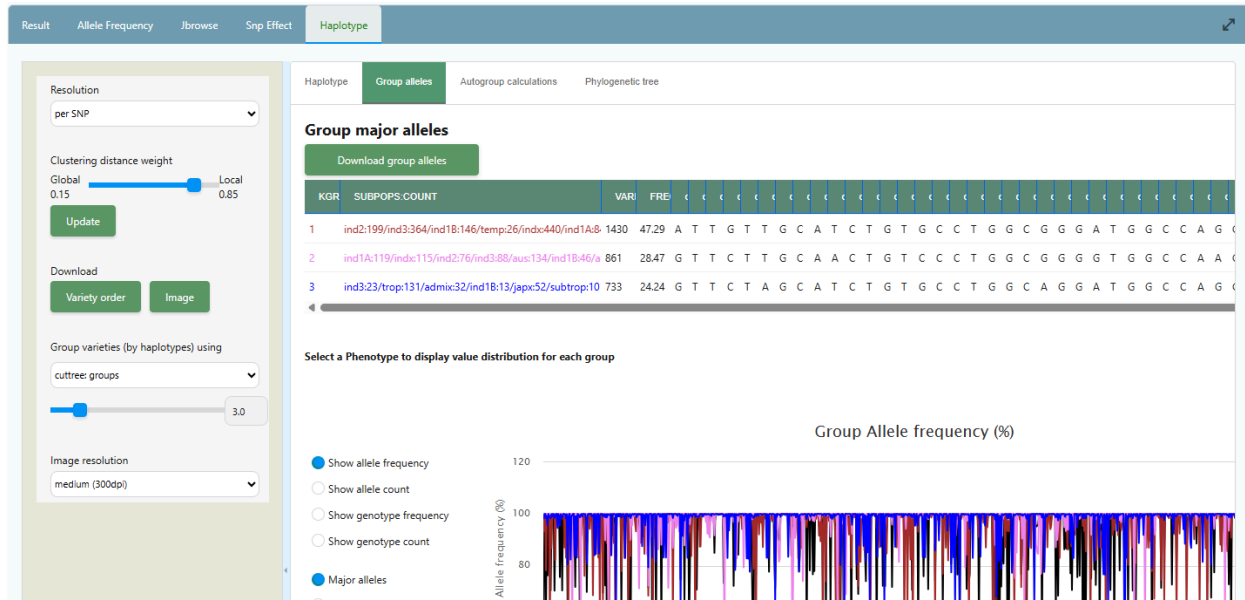 Result Allele Frequency Jbrowse Snp Effect Haplotype
Resolution
per SNP
Clustering distance weight
Global Local
0.15 0.85
Update
Download
Variety order Image
Group varieties (by haplotypes) using
cuttree: groups
3.0
Image resolution
medium (300dpi)
Haplotype Group alleles Autogroup calculations Phylogenetic tree
Group major alleles
Download group alleles
KGR SUBPOPS:COUNT VARI FRE
1 ind2:199/ind3:364/ind1B:146/temp:26/indx:440/ind1A:8 1430 47.29 A T T G T T G C A T C T G T G C C T G G C G G G A T G G C C A G
2 ind1A:119/indx:115/ind2:76/ind3:88/aus:134/ind1B:46/a 861 28.47 G T T C T T G C A A C T G T C C C T G G C G G G G T G G C C A A
3 ind3:23/trop:131/admix:32/ind1B:13/japx:52/subtrop:10 733 24.24 G T T C T A G C A T C T G T G C C T G G C A G G A T G G C C A G
Select a Phenotype to display value distribution for each group
Group Allele frequency (%)
Show allele frequency
Show allele count
Show genotype frequency
Show genotype count
Major alleles
120
100
80
Allele frequency (%)